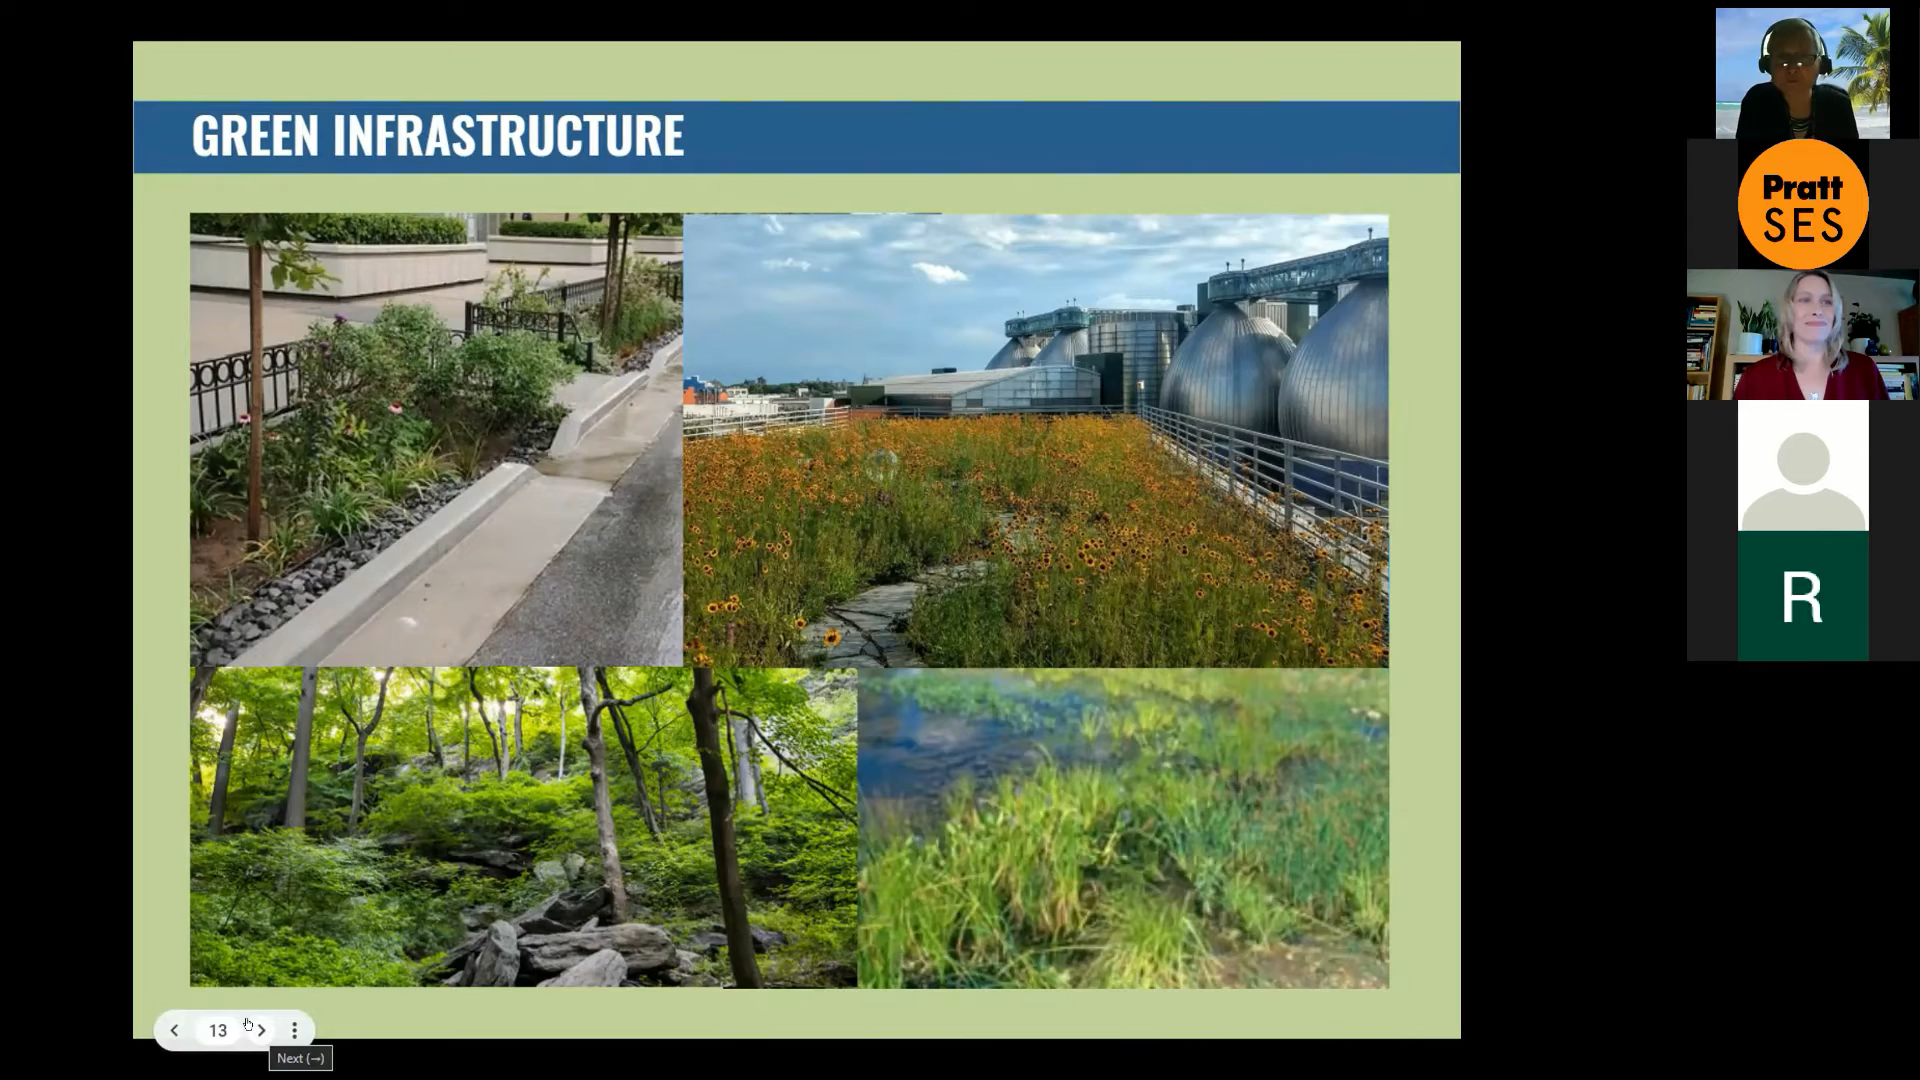 GREEN INFRASTRUCTURE
Pratt
SES
R
13
Next (→)